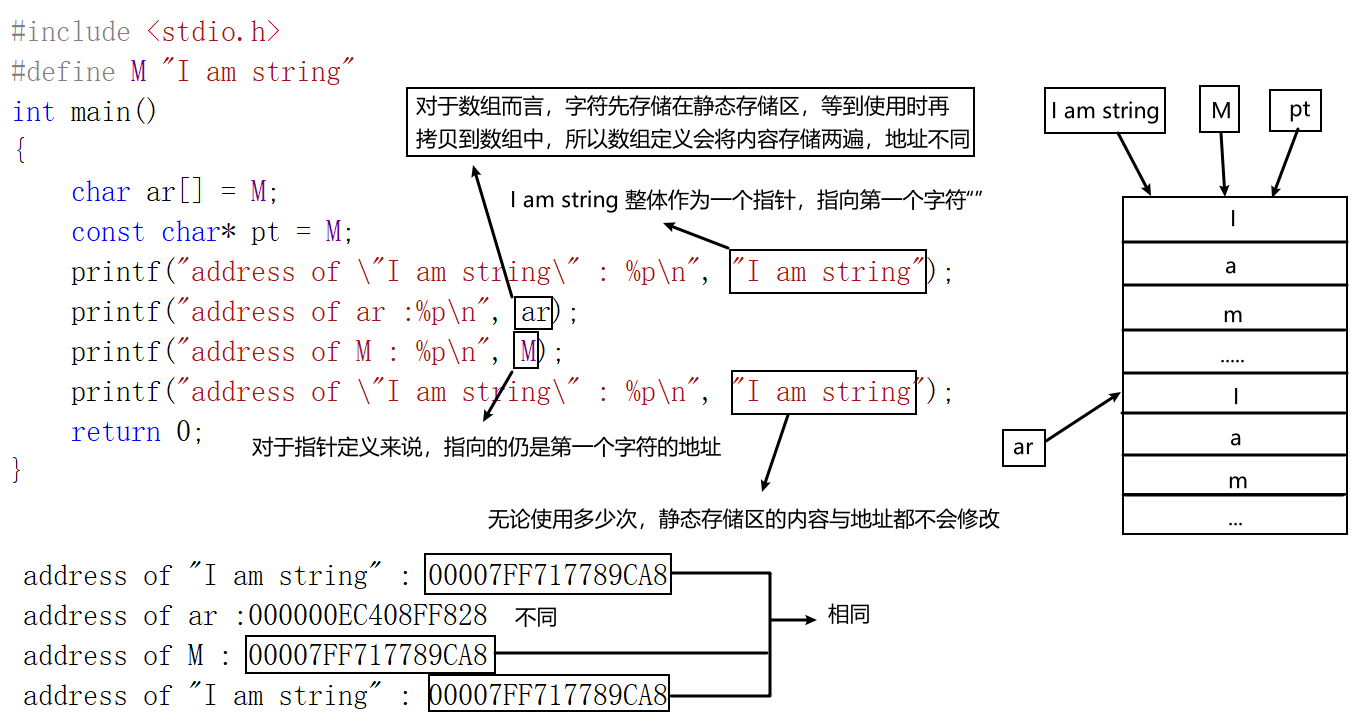 #include <stdio.h>
#define M "I am string"
int main()
{
char ar[] = M;
const char* pt = M;
printf("address of \"I am string\" : %p\n", "I am string");
printf("address of ar :%p\n", ar);
printf("address of M : %p\n", M);
printf("address of \"I am string\" : %p\n", "I am string");
return 0;
}
对于数组而言，字符先存储在静态存储区，等到使用时再
拷贝到数组中，所以数组定义会将内容存储两遍，地址不同
I am string 整体作为一个指针，指向第一个字符“”
对于指针定义来说，指向的仍是第一个字符的地址
无论使用多少次，静态存储区的内容与地址都不会修改
I am string
M
pt
I
a
m
.....
I
a
m
...
ar
address of "I am string" : 00007FF717789CA8
address of ar :000000EC408FF828 不同
address of M : 00007FF717789CA8
address of "I am string" : 00007FF717789CA8
相同